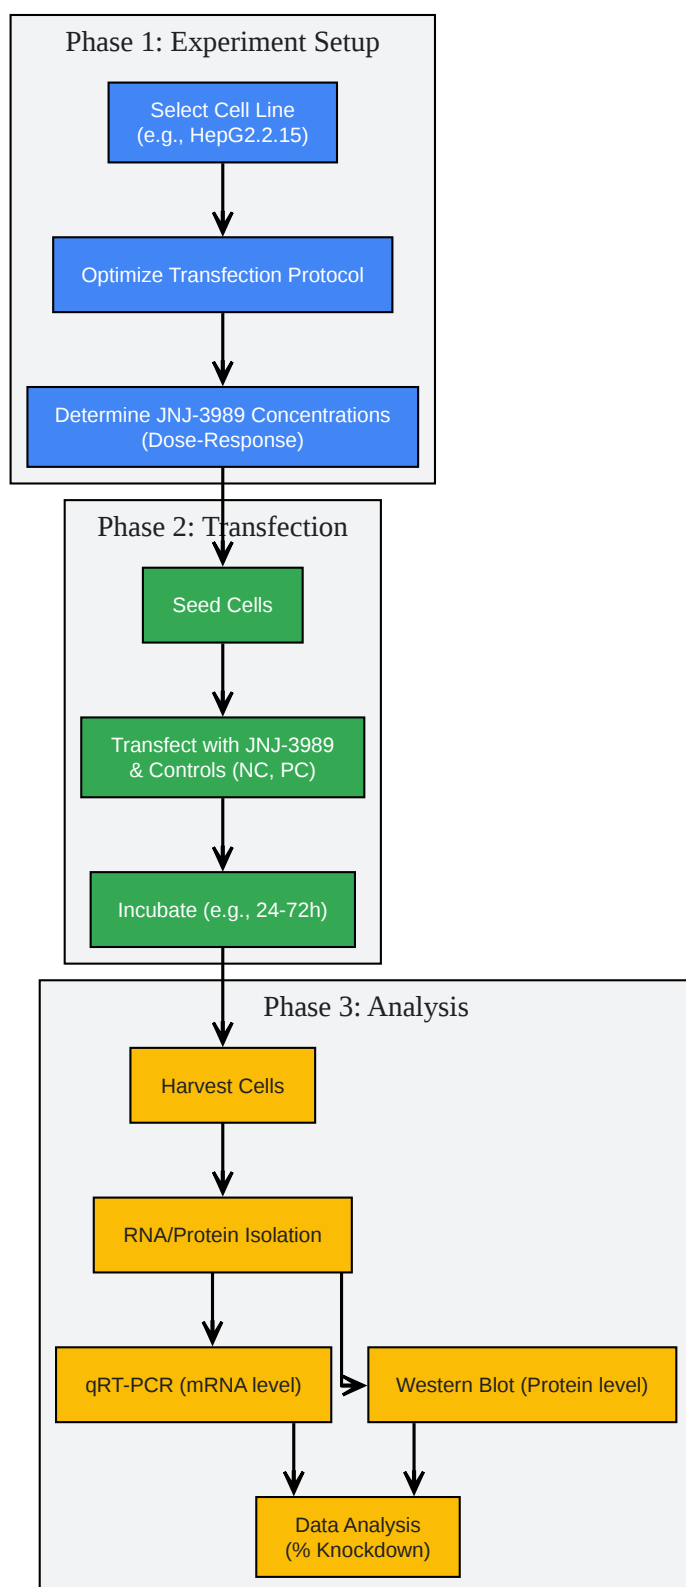 Phase 1: Experiment Setup
Select Cell Line
(e.g., HepG2.2.15)
Optimize Transfection Protocol
Determine JNJ-3989 Concentrations
(Dose-Response)
Phase 2: Transfection
Seed Cells
Transfect with JNJ-3989
& Controls (NC, PC)
Incubate (e.g., 24-72h)
Phase 3: Analysis
Harvest Cells
RNA/Protein Isolation
qRT-PCR (mRNA level)
Western Blot (Protein level)
Data Analysis
(% Knockdown)